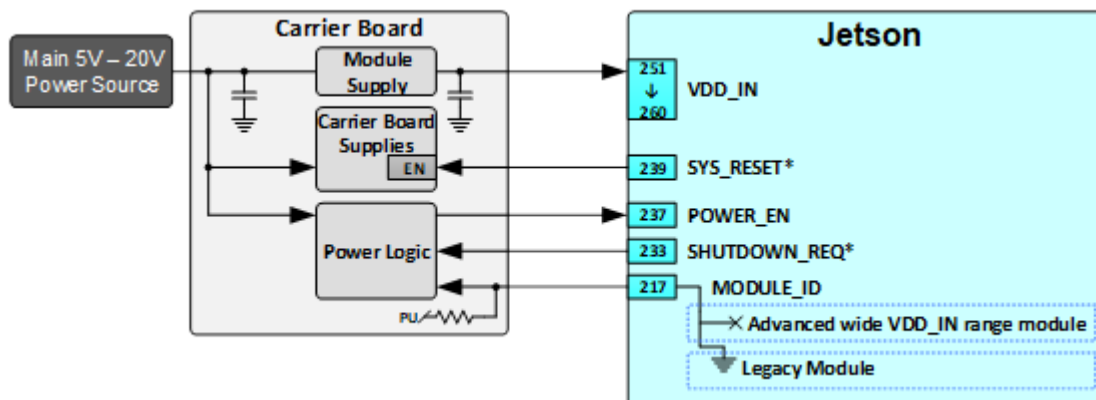 Carrier Board
Jetson
Main 5V – 20V
Power Source
Module
Supply
251
↓
260
VDD_IN
Carrier Board
Supplies
EN
239
SYS_RESET*
Power Logic
237
POWER_EN
233
SHUTDOWN_REQ*
217
MODULE_ID
PU
Advanced wide VDD_IN range module
Legacy Module